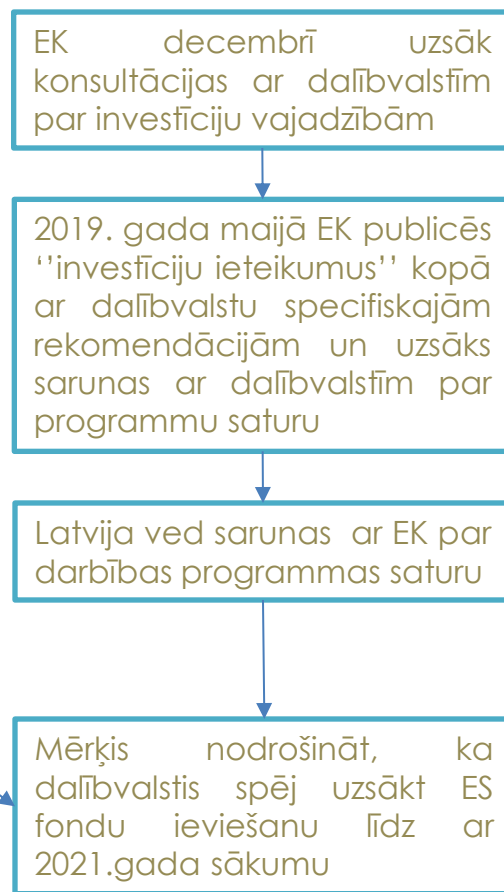 EK decembrī uzsāk
konsultācijas ar dalībvalstīm
par investīciju vajadzībām
2019. gada maijā EK publicēs
‘’investīciju ieteikumus’’ kopā
ar dalībvalstu specifiskajām
rekomendācijām un uzsāks
sarunas ar dalībvalstīm par
programmu saturu
Latvija ved sarunas ar EK par
darbības programmas saturu
Mērķis nodrošināt, ka
dalībvalstis spēj uzsākt ES
fondu ieviešanu līdz ar
2021.gada sākumu